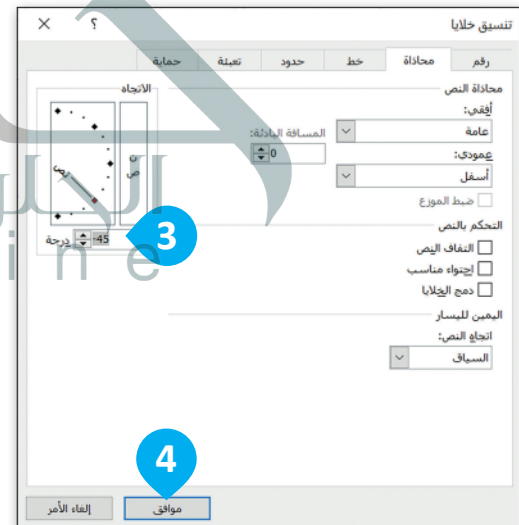 تنسيق خلايا ؟ ×
رقم محاذاة خط حدود تعبئة حماية
محاذاة النص
أفقي:
عامة
المسافة البادئة:
0
عمودي:
أسفل
ضبط الموزع
التحكم بالنص
التفاف النص
احتواء مناسب
دمج الخلايا
اليمين لليسار
اتجاه النص:
السياق
الاتجاه
ن
ص
نص
-45 درجة
3
4
موافق إلغاء الأمر
ine